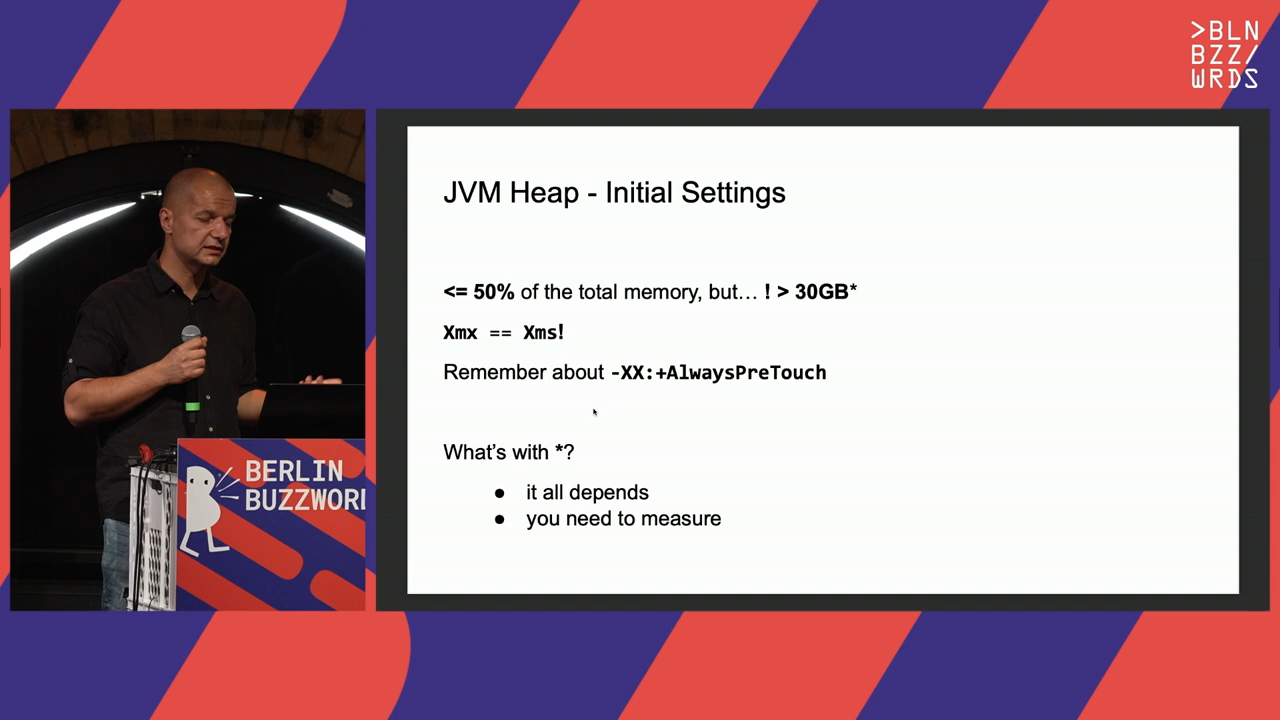 >BLN
BZZ/
WRDS
JVM Heap - Initial Settings
<= 50% of the total memory, but… ! > 30GB*
Xmx == Xms!
Remember about -XX:+AlwaysPreTouch
What's with *?
● it all depends
● you need to measure
BERLIN
BUZZWORD